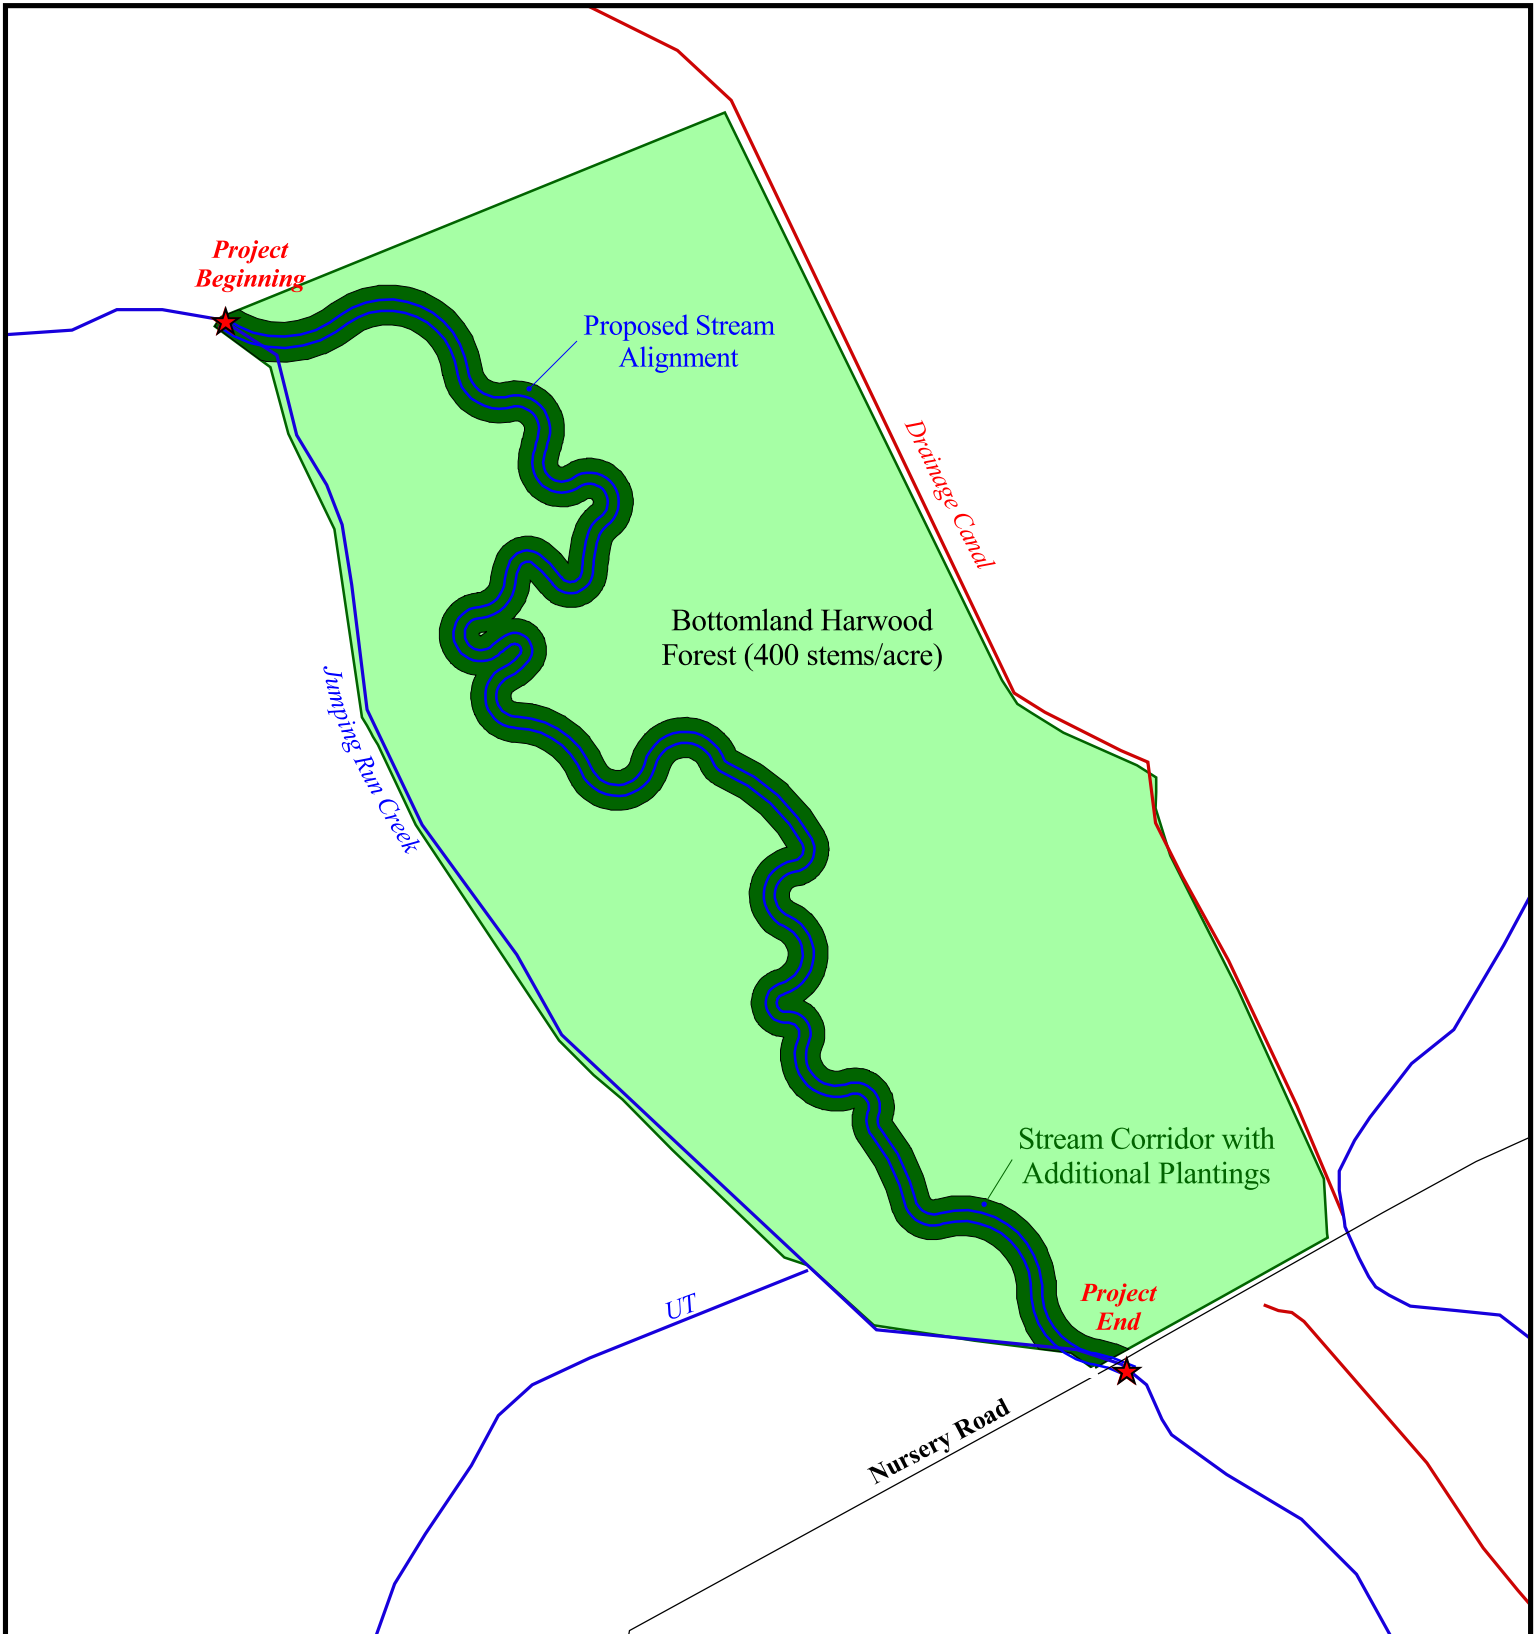 Project
Beginning
Proposed Stream
Alignment
Drainage Canal
Bottomland Harwood
Forest (400 stems/acre)
Jumping Run Creek
Stream Corridor with
Additional Plantings
UT
Project
End
Nursery Road